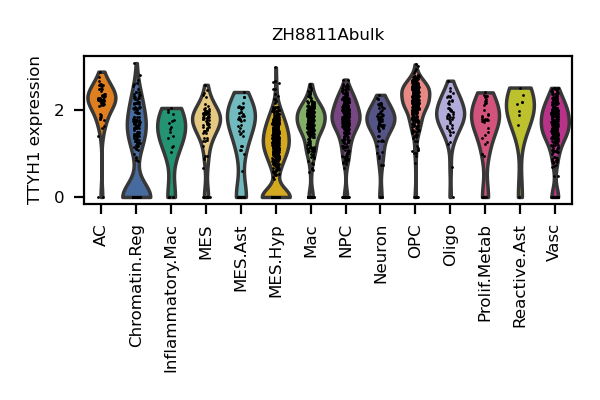 ZH8811Abulk
TTYH1 expression
2
0
AC
Chromatin.Reg
Inflammatory.Mac
MES
MES.Ast
MES.Hyp
Mac
NPC
Neuron
OPC
Oligo
Prolif.Metab
Reactive.Ast
Vasc